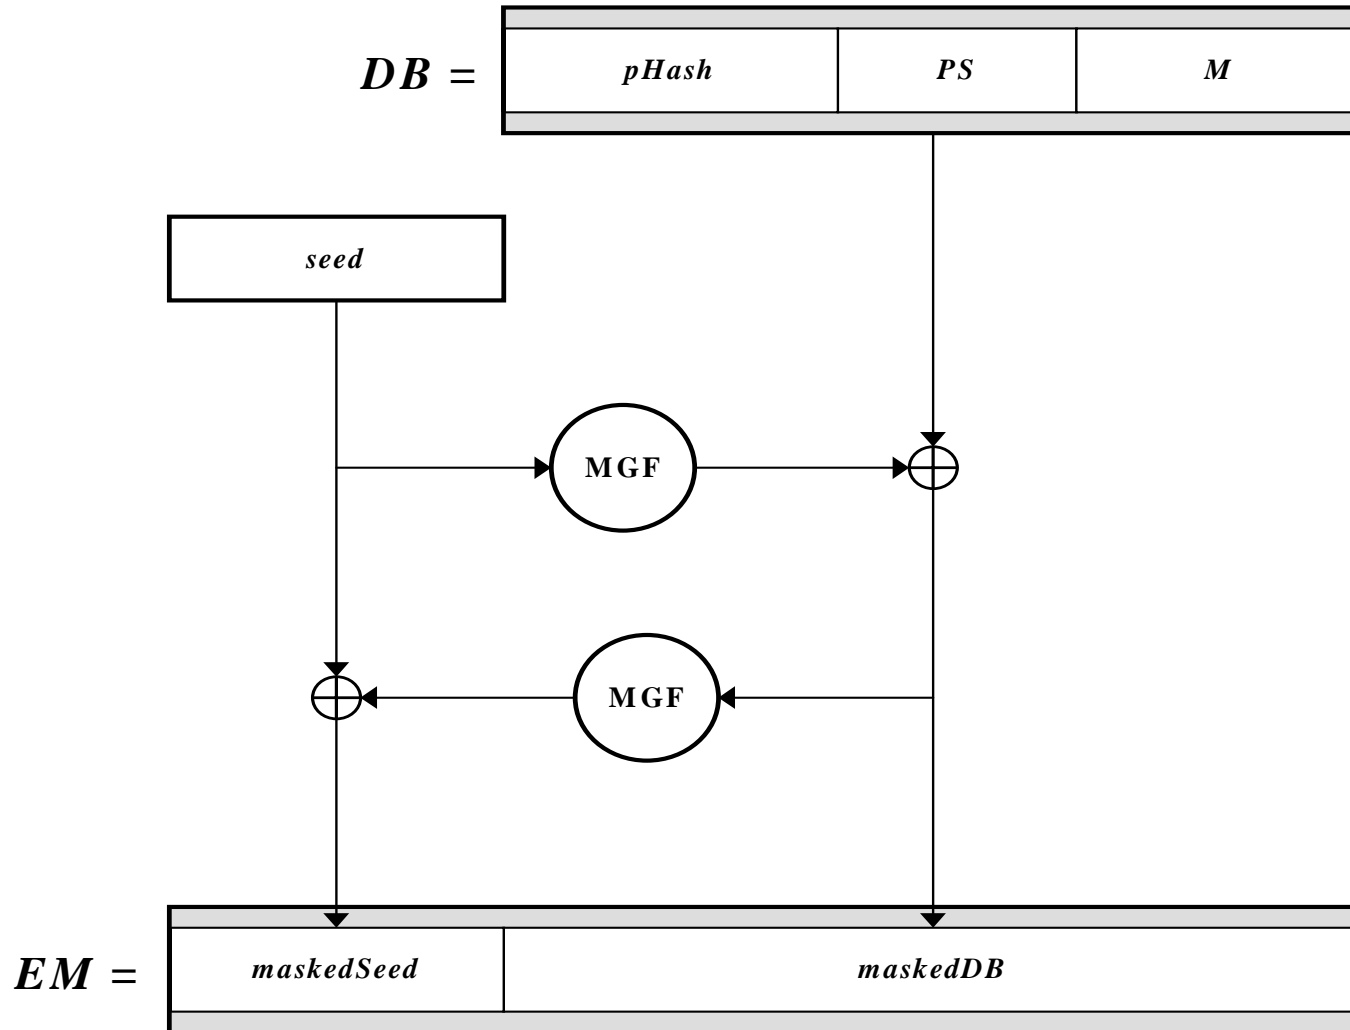 DB = pHash PS M
seed
MGF
MGF
EM = maskedSeed maskedDB